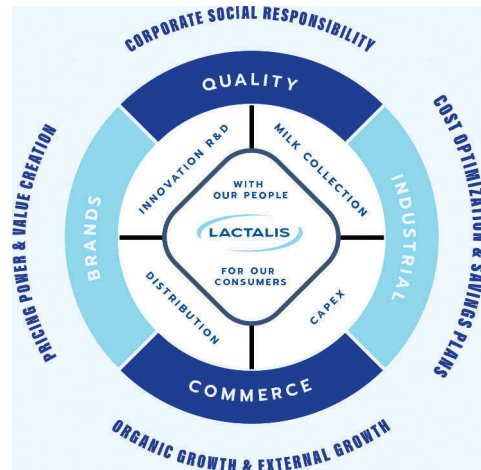 CORPORATE SOCIAL RESPONSIBILITY
QUALITY
INNOVATION R&D
MILK COLLECTION
PRICING POWER & VALUE CREATION
BRANDS
WITH
OUR PEOPLE
LACTALIS
FOR OUR
CONSUMERS
INDUSTRIAL
COST OPTIMIZATION & SAVINGS PLANS
DISTRIBUTION
CAPEX
COMMERCE
ORGANIC GROWTH & EXTERNAL GROWTH